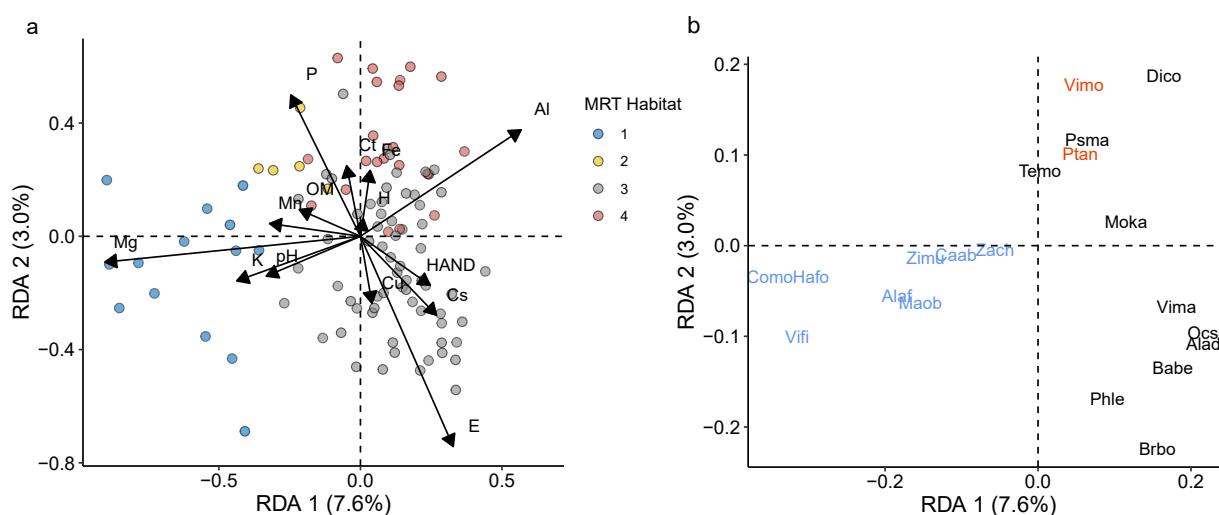 a
P
Al
Ct
Fe
OM
H
Mn
Mg
K
pH
HAND
Cu
Cs
E
0.4
0.0
−0.4
−0.8
−0.5
0.0
0.5
RDA 1 (7.6%)
RDA 2 (3.0%)
MRT Habitat
1
2
3
4
b
Vimo
Dico
Psma
Ptan
Temo
Moka
Zach
Caab
Zimu
ComoHafo
Alaf
Maob
Vifi
Vima
Ocs
Alad
Babe
Phle
Brbo
0.2
0.1
0.0
−0.1
−0.2
−0.2
0.0
0.2
RDA 1 (7.6%)
RDA 2 (3.0%)